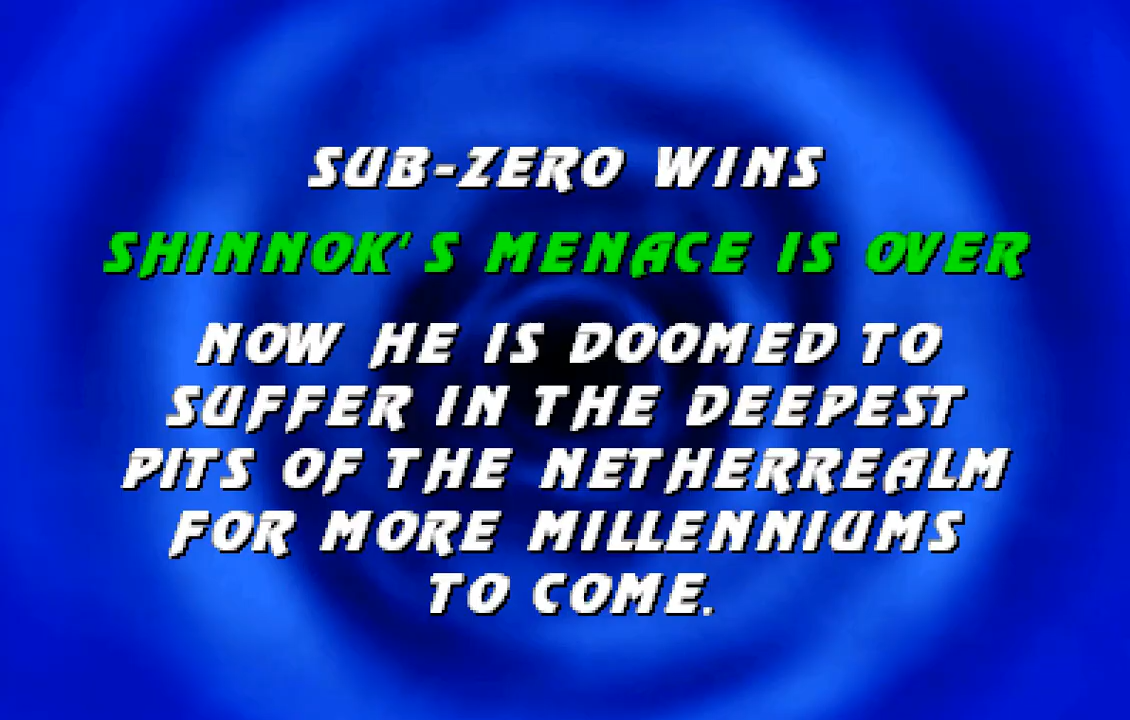 SUB-ZERO WINS
SHINNOK'S MENACE IS OVER
NOW HE IS DOOMED TO
SUFFER IN THE DEEPEST
PITS OF THE NETHERREALM
FOR MORE MILLENNIUMS
TO COME.